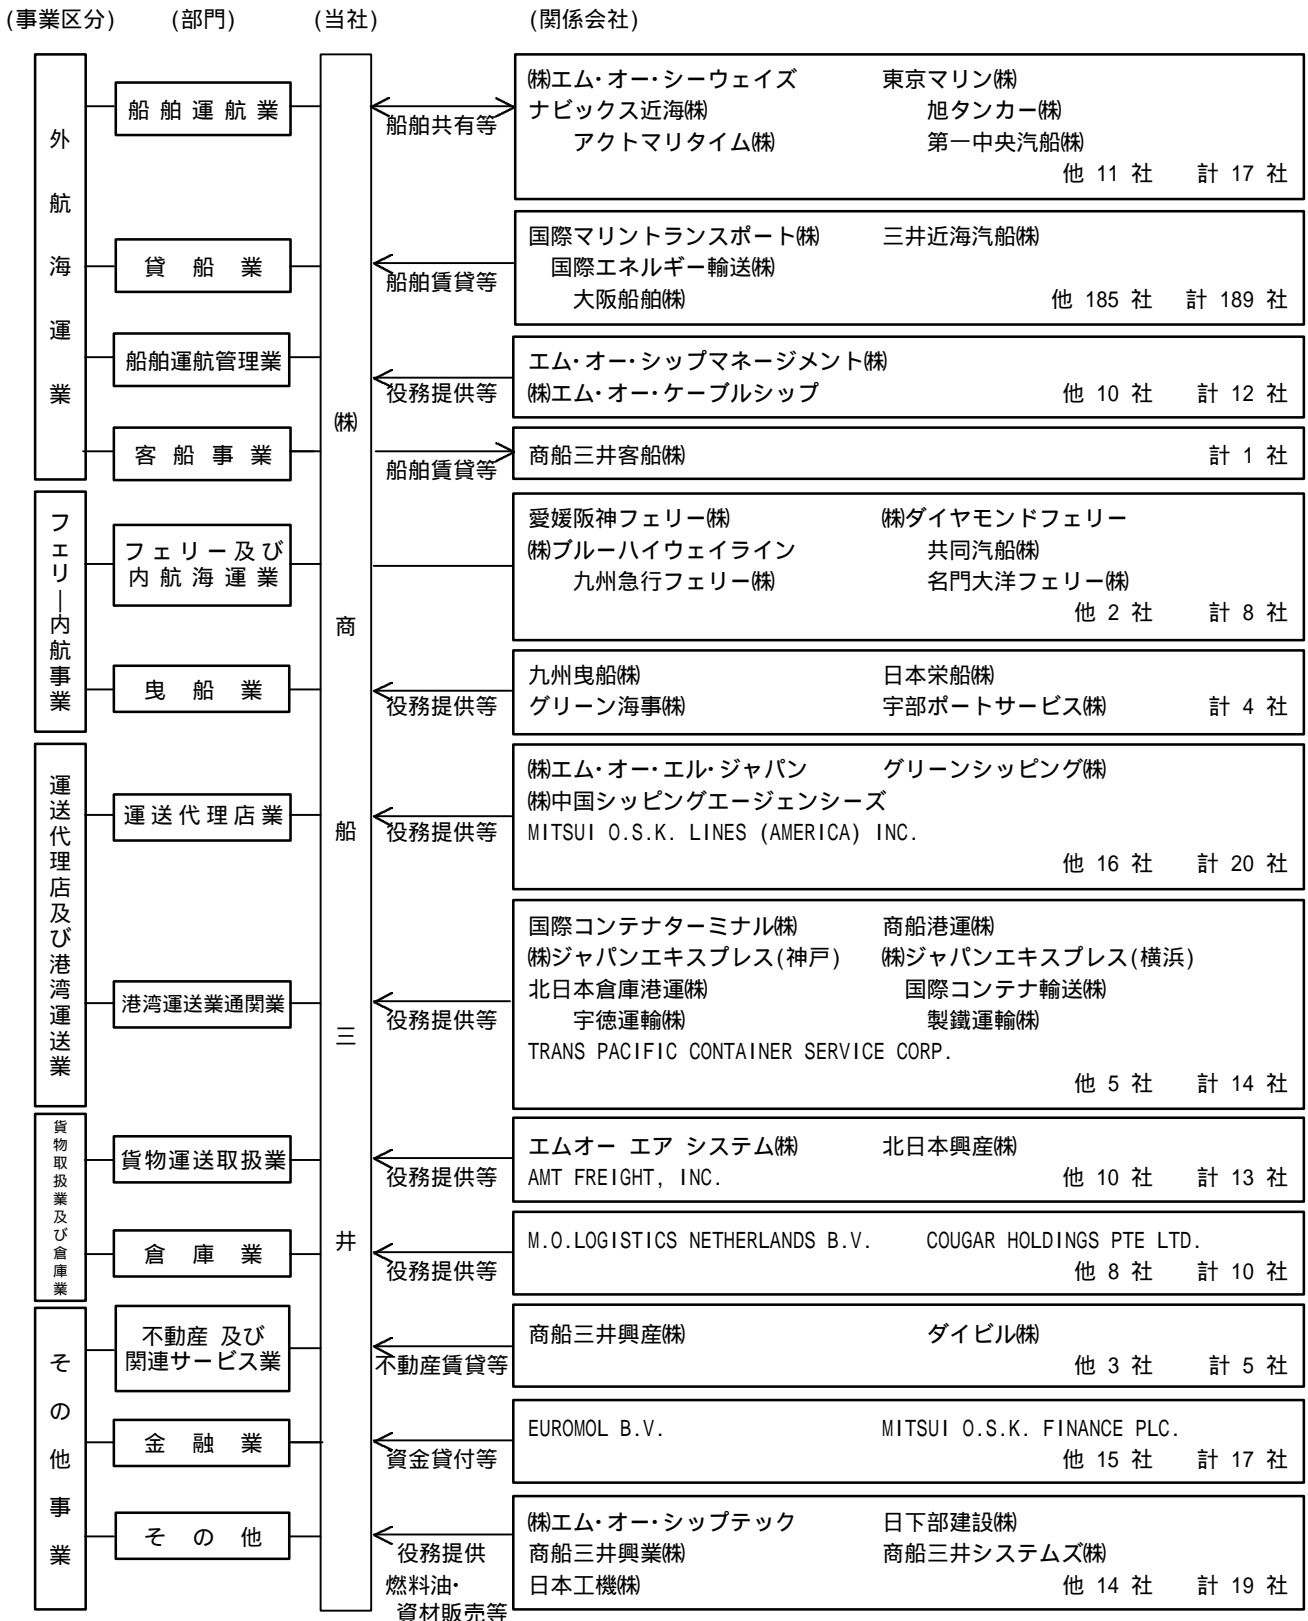 (事業区分) (部門) (当社) (関係会社)
外航海運業
船舶運航業
船舶共有等
㈱エム・オー・シーウェイズ 東京マリン㈱
ナビックス近海㈱ 旭タンカー㈱
アクトマリタイム㈱ 第一中央汽船㈱
他 11 社 計 17 社
貸船業
船舶賃貸等
国際マリントランスポート㈱ 三井近海汽船㈱
国際エネルギー輸送㈱
大阪船舶㈱ 他 185 社 計 189 社
船舶運航管理業
役務提供等
エム・オー・シップマネージメント㈱
㈱エム・オー・ケーブルシップ 他 10 社 計 12 社
客船事業
船舶賃貸等
商船三井客船㈱ 計 1 社
㈱商船三井
フェリー内航事業
フェリー及び
内航海運業
愛媛阪神フェリー㈱ ㈱ダイヤモンドフェリー
㈱ブルーハイウェイライン 共同汽船㈱
九州急行フェリー㈱ 名門大洋フェリー㈱
他 2 社 計 8 社
曳船業
役務提供等
九州曳船㈱ 日本栄船㈱
グリーン海事㈱ 宇部ポートサービス㈱ 計 4 社
運送代理店及び港湾運送業
運送代理店業
役務提供等
㈱エム・オー・エル・ジャパン グリーンシッピング㈱
㈱中国シッピングエージェンシーズ
MITSUI O.S.K. LINES (AMERICA) INC.
他 16 社 計 20 社
港湾運送業通関業
役務提供等
国際コンテナターミナル㈱ 商船港運㈱
㈱ジャパンエキスプレス(神戸) ㈱ジャパンエキスプレス(横浜)
北日本倉庫港運㈱ 国際コンテナ輸送㈱
宇徳運輸㈱ 製鐵運輸㈱
TRANS PACIFIC CONTAINER SERVICE CORP.
他 5 社 計 14 社
貨物取扱業及び倉庫業
貨物運送取扱業
役務提供等
エムオー エア システム㈱ 北日本興産㈱
AMT FREIGHT, INC. 他 10 社 計 13 社
倉庫業
役務提供等
M.O.LOGISTICS NETHERLANDS B.V. COUGAR HOLDINGS PTE LTD.
他 8 社 計 10 社
その他事業
不動産 及び
関連サービス業
不動産賃貸等
商船三井興産㈱ ダイビル㈱
他 3 社 計 5 社
金融業
資金貸付等
EUROMOL B.V. MITSUI O.S.K. FINANCE PLC.
他 15 社 計 17 社
その他
役務提供
燃料油・
資材販売等
㈱エム・オー・シップテック 日下部建設㈱
商船三井興業㈱ 商船三井システムズ㈱
日本工機㈱ 他 14 社 計 19 社